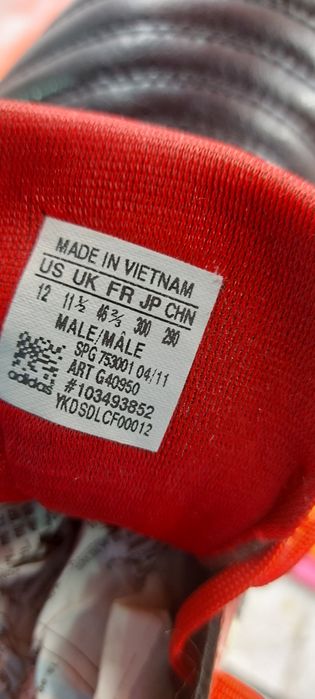 MADE IN VIETNAM
US UK FR JP CHN
12 11½ 46⅔ 300 290
MALE/MÂLE
SPG 753001 04/11
ART G40950
#103493852
YKDSDLCF00012
adidas